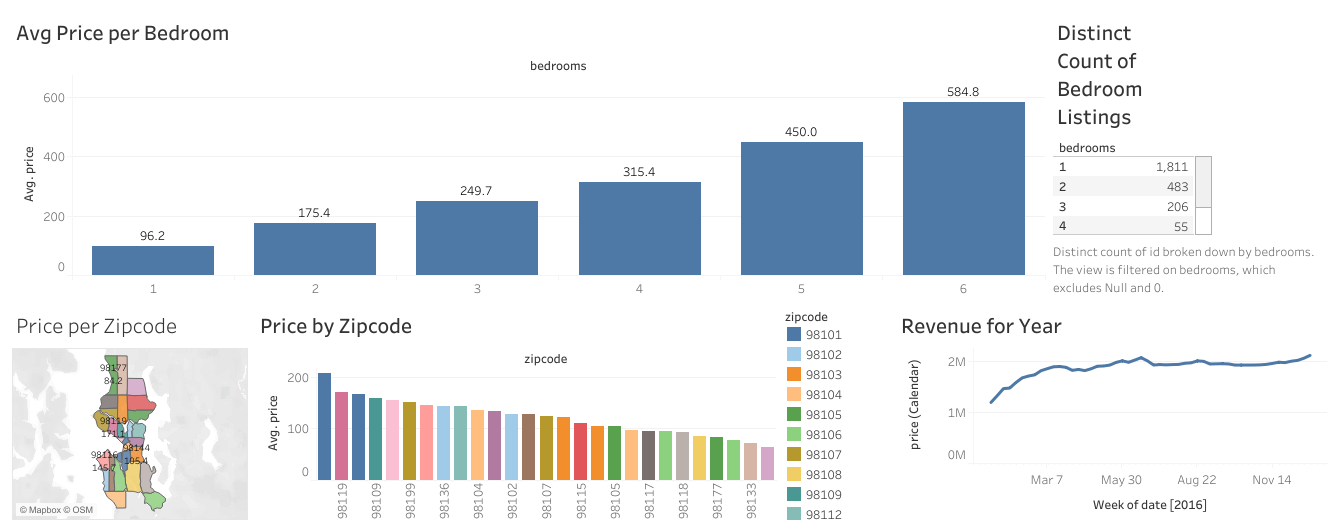 Avg Price per Bedroom
bedrooms
Avg. price
600
400
200
0
96.2
175.4
249.7
315.4
450.0
584.8
1
2
3
4
5
6
Distinct
Count of
Bedroom
Listings
bedrooms
1 1,811
2 483
3 206
4 55
Distinct count of id broken down by bedrooms.
The view is filtered on bedrooms, which
excludes Null and 0.
Price per Zipcode
98177
84.2
98119
171.1
98144
105.4
98116
© Mapbox © OSM
Price by Zipcode
zipcode
Avg. price
200
100
0
98119
98109
98199
98136
98104
98102
98107
98115
98105
98117
98118
98177
98133
zipcode
98101
98102
98103
98104
98105
98106
98107
98108
98109
98112
Revenue for Year
price (Calendar)
2M
1M
0M
Mar 7
May 30
Aug 22
Nov 14
Week of date [2016]